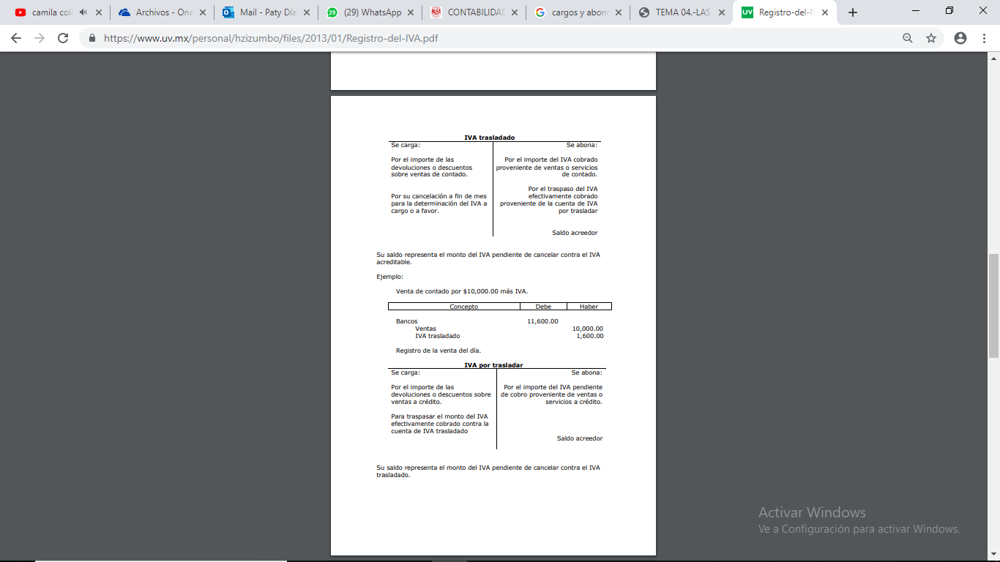 camila col
Archivos - One
Mail - Paty Día
(29) WhatsApp
CONTABILIDAD
cargos y abono
TEMA 04.-LAS
Registro-del-IV
https://www.uv.mx/personal/hzizumbo/files/2013/01/Registro-del-IVA.pdf
IVA trasladado
Se carga:
Se abona:
Por el importe de las
devoluciones o descuentos
sobre ventas de contado.
Por el importe del IVA cobrado
proveniente de ventas o servicios
de contado.
Por su cancelación a fin de mes
para la determinación del IVA a
cargo o a favor.
Por el traspaso del IVA
efectivamente cobrado
proveniente de la cuenta de IVA
por trasladar
Saldo acreedor
Su saldo representa el monto del IVA pendiente de cancelar contra el IVA
acreditable.
Ejemplo:
Venta de contado por $10,000.00 más IVA.
Concepto Debe Haber
Bancos 11,600.00
Ventas 10,000.00
IVA trasladado 1,600.00
Registro de la venta del día.
IVA por trasladar
Se carga:
Se abona:
Por el importe de las
devoluciones o descuentos sobre
ventas a crédito.
Por el importe del IVA pendiente
de cobro proveniente de ventas o
servicios a crédito.
Para traspasar el monto del IVA
efectivamente cobrado contra la
cuenta de IVA trasladado
Saldo acreedor
Su saldo representa el monto del IVA pendiente de cancelar contra el IVA
trasladado.
Activar Windows
Ve a Configuración para activar Windows.